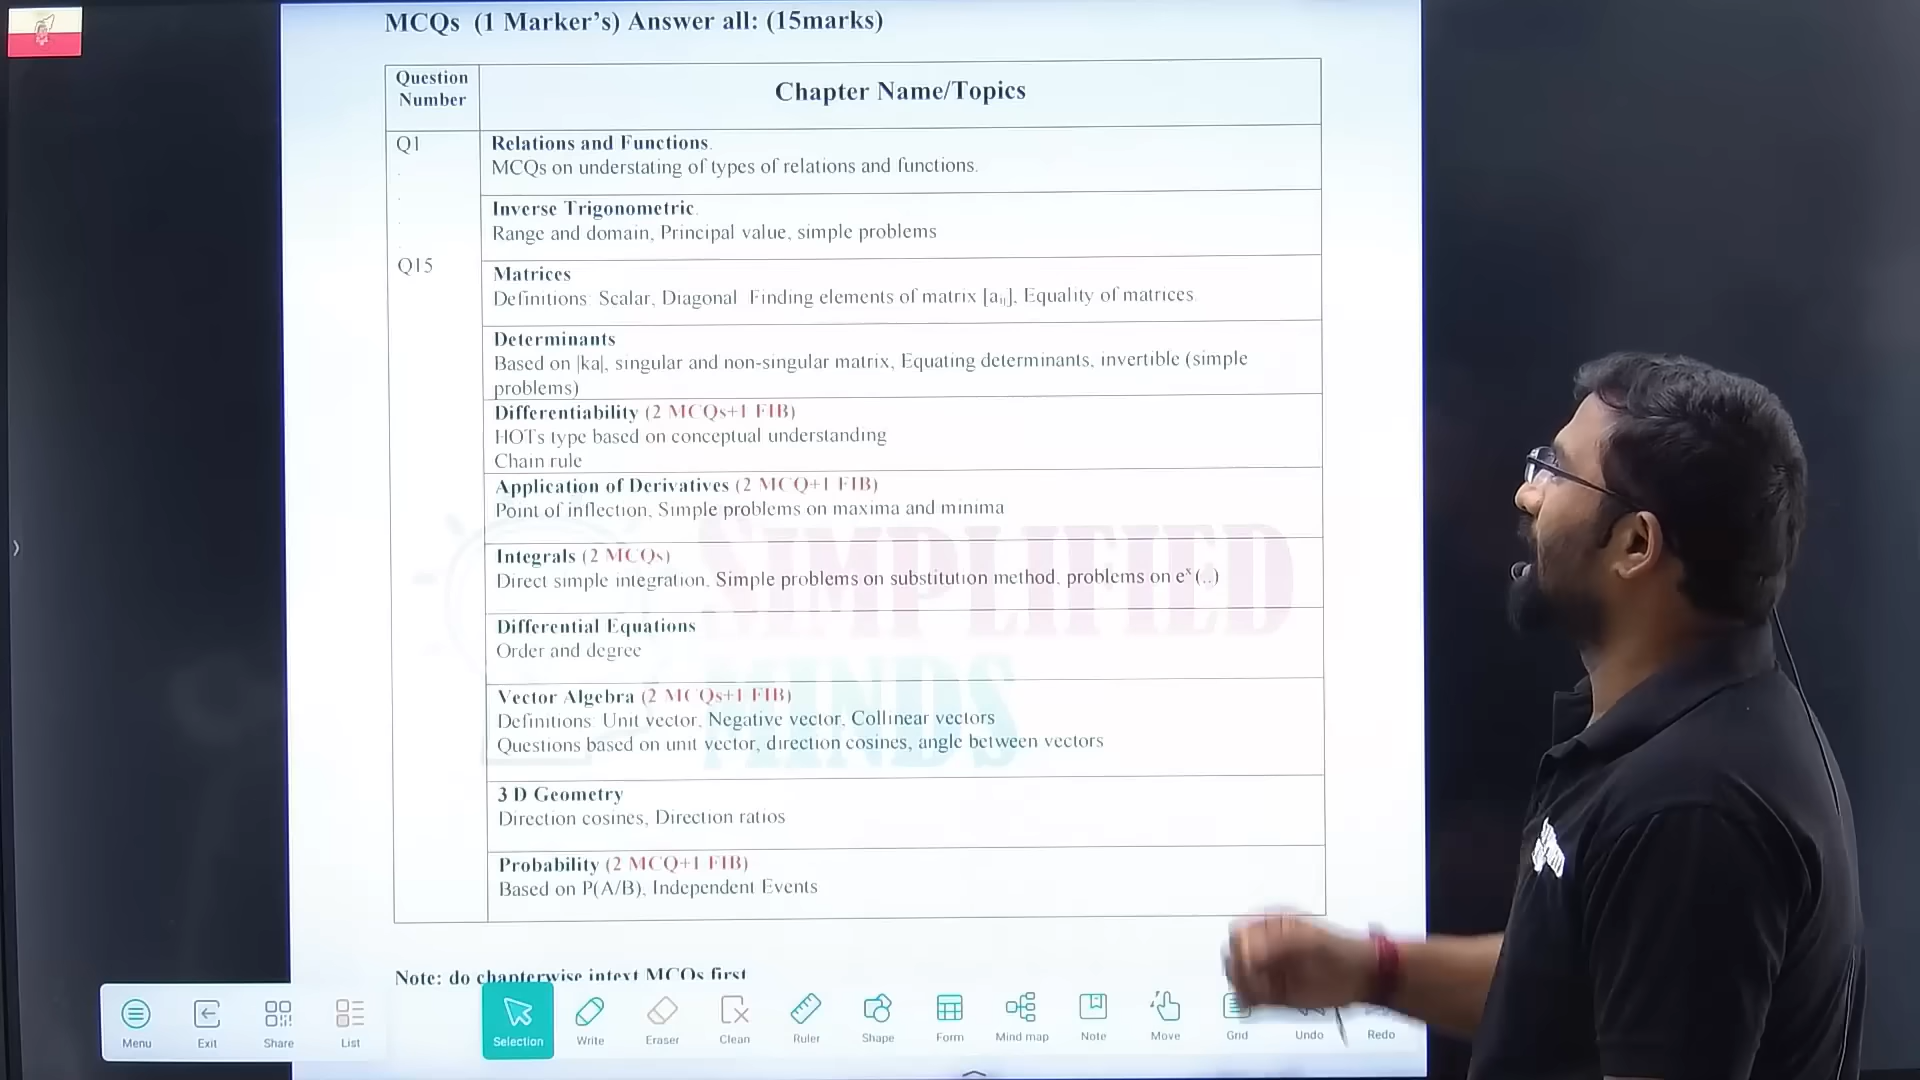 MCQs (1 Marker's) Answer all: (15marks)
Question Number
Chapter Name/Topics
Q1
Relations and Functions.
MCQs on understating of types of relations and functions.
Inverse Trigonometric.
Range and domain, Principal value, simple problems
Q15
Matrices
Definitions: Scalar, Diagonal Finding elements of matrix [aij], Equality of matrices.
Determinants
Based on |ka|, singular and non-singular matrix, Equating determinants, invertible (simple
problems)
Differentiability (2 MCQs+1 FIB)
HOTs type based on conceptual understanding
Chain rule
Application of Derivatives (2 MCQ+1 FIB)
Point of inflection, Simple problems on maxima and minima
Integrals (2 MCQs)
Direct simple integration, Simple problems on substitution method, problems on eˣ(..)
Differential Equations
Order and degree
Vector Algebra (2 MCQs+1 FIB)
Definitions: Unit vector, Negative vector, Collinear vectors
Questions based on unit vector, direction cosines, angle between vectors
3 D Geometry
Direction cosines, Direction ratios
Probability (2 MCQ+1 FIB)
Based on P(A/B), Independent Events
SIMPLIFIED
MINDS
Note: do chapterwise intext MCQs first
Menu Exit Share List Selection Write Eraser Clean Ruler Shape Form Mind map Note Move Grid Undo Redo